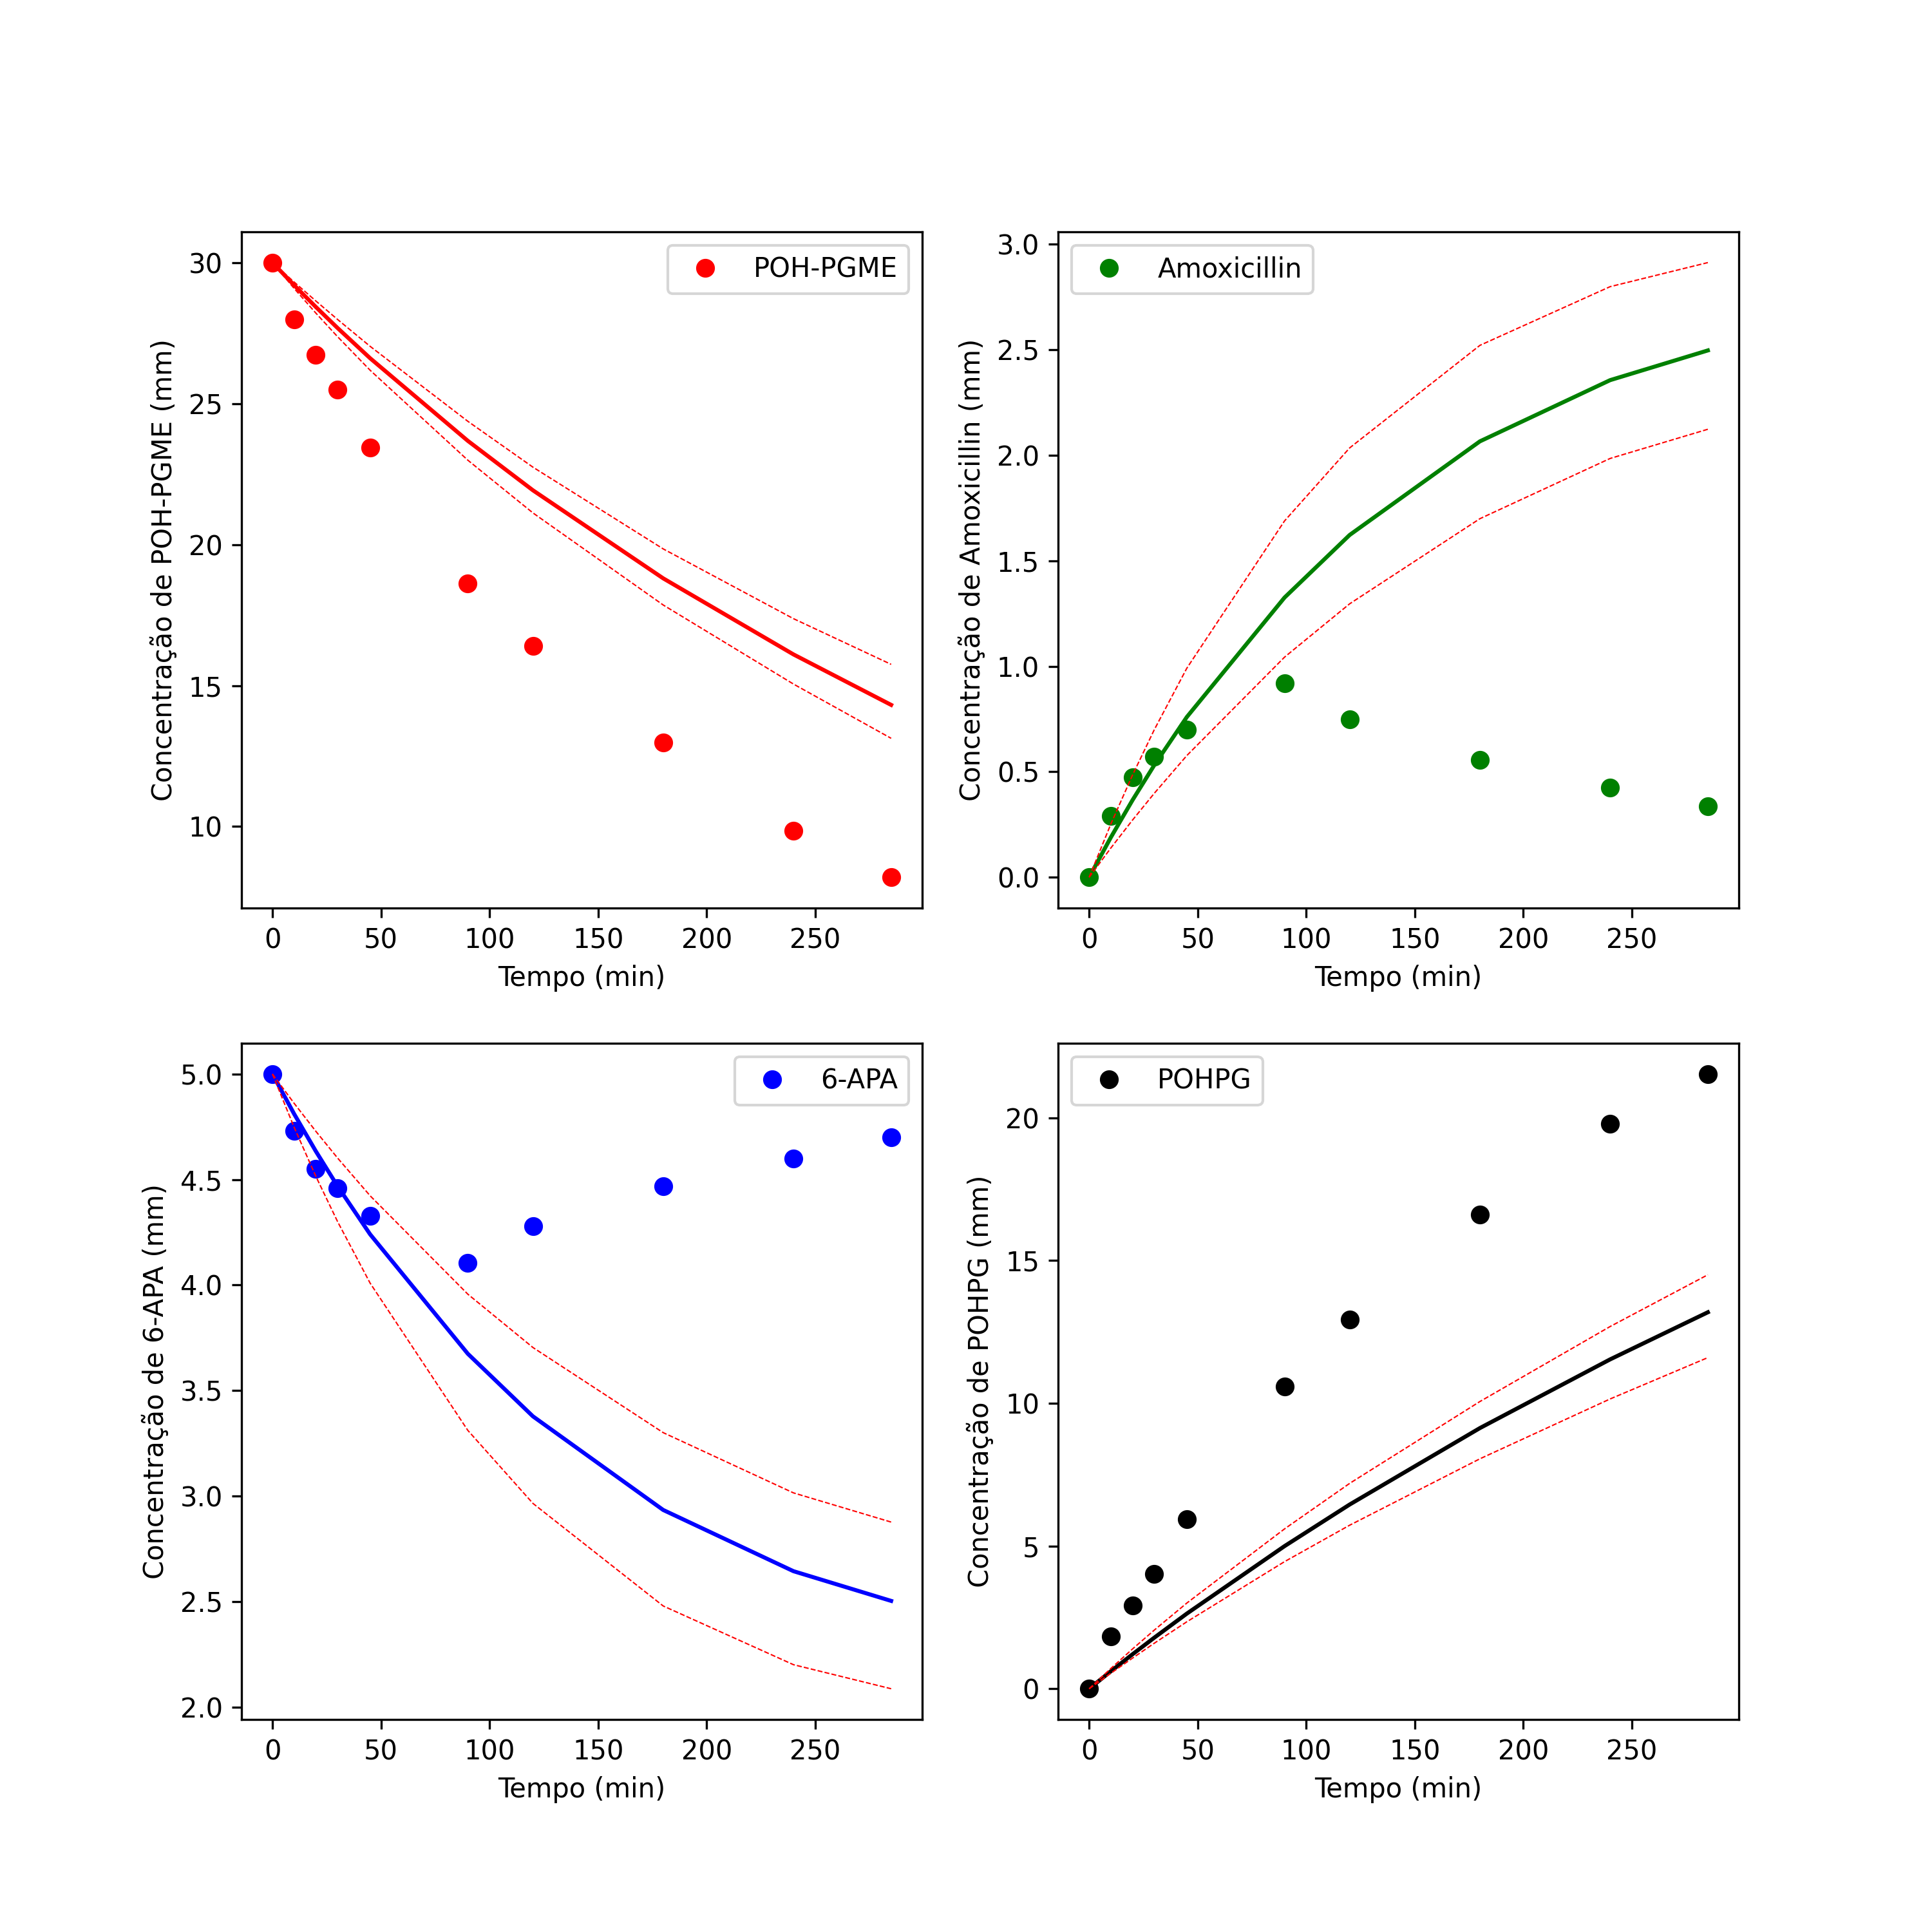 POH-PGME
30
25
20
15
10
Concentração de POH-PGME (mm)
0 50 100 150 200 250
Tempo (min)
Amoxicillin
3.0
2.5
2.0
1.5
1.0
0.5
0.0
Concentração de Amoxicillin (mm)
0 50 100 150 200 250
Tempo (min)
6-APA
5.0
4.5
4.0
3.5
3.0
2.5
2.0
Concentração de 6-APA (mm)
0 50 100 150 200 250
Tempo (min)
POHPG
20
15
10
5
0
Concentração de POHPG (mm)
0 50 100 150 200 250
Tempo (min)